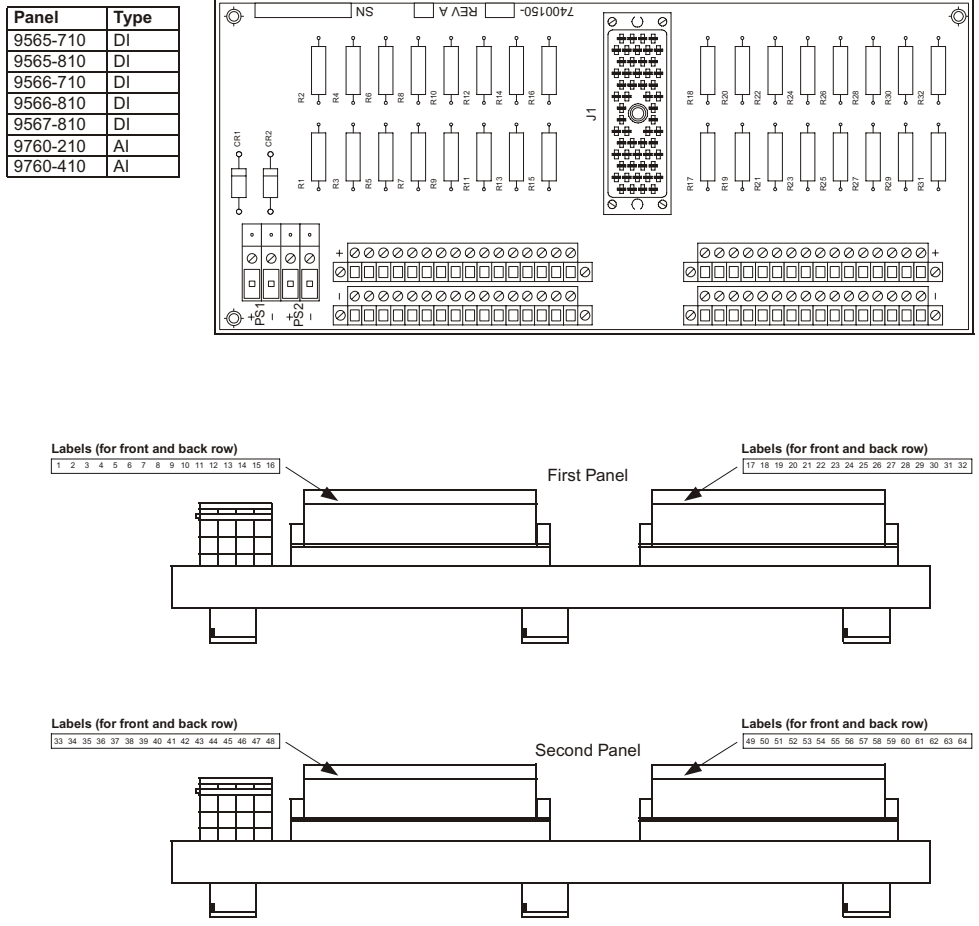 Panel Type
9565-710 DI
9565-810 DI
9566-710 DI
9566-810 DI
9567-810 DI
9760-210 AI
9760-410 AI
SN REV A 7400150-
R2 R4 R6 R8 R10 R12 R14 R16
J1
R18 R20 R22 R24 R26 R28 R30 R32
CR1 CR2
R1 R3 R5 R7 R9 R11 R13 R15
R17 R19 R21 R23 R25 R27 R29 R31
+ +
– –
+ – + –
PS1 PS2
Labels (for front and back row)
1 2 3 4 5 6 7 8 9 10 11 12 13 14 15 16
First Panel
Labels (for front and back row)
17 18 19 20 21 22 23 24 25 26 27 28 29 30 31 32
Labels (for front and back row)
33 34 35 36 37 38 39 40 41 42 43 44 45 46 47 48
Second Panel
Labels (for front and back row)
49 50 51 52 53 54 55 56 57 58 59 60 61 62 63 64